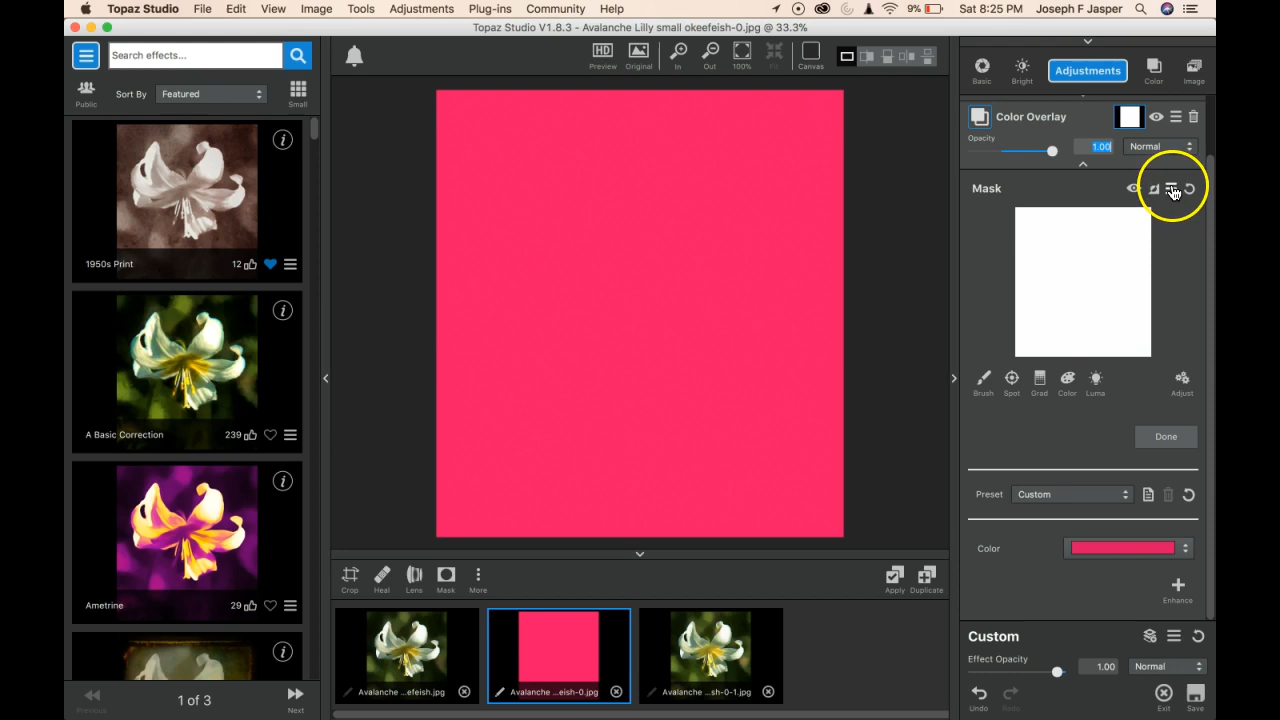 Topaz Studio File Edit View Image Tools Adjustments Plug-ins Community Help 9% Sat 8:25 PM Joseph F Jasper
Topaz Studio V1.8.3 - Avalanche Lilly small okeefeish-0.jpg @ 33.3%
Search effects...
Public Sort By Featured Small
Preview Original In Out 100% Fit Canvas
HD
Basic Bright Adjustments Color Image
Color Overlay
Opacity 1.00 Normal
Mask
1950s Print 12
A Basic Correction 239
Ametrine 29
Brush Spot Grad Color Luma Adjust
Done
Preset Custom
Color
Enhance
Crop Heal Lens Mask More Apply Duplicate
Avalanche ...efeish.jpg
Avalanche ...eish-0.jpg
Avalanche ...sh-0-1.jpg
Custom
Effect Opacity 1.00 Normal
Previous 1 of 3 Next
Undo Redo Exit Save